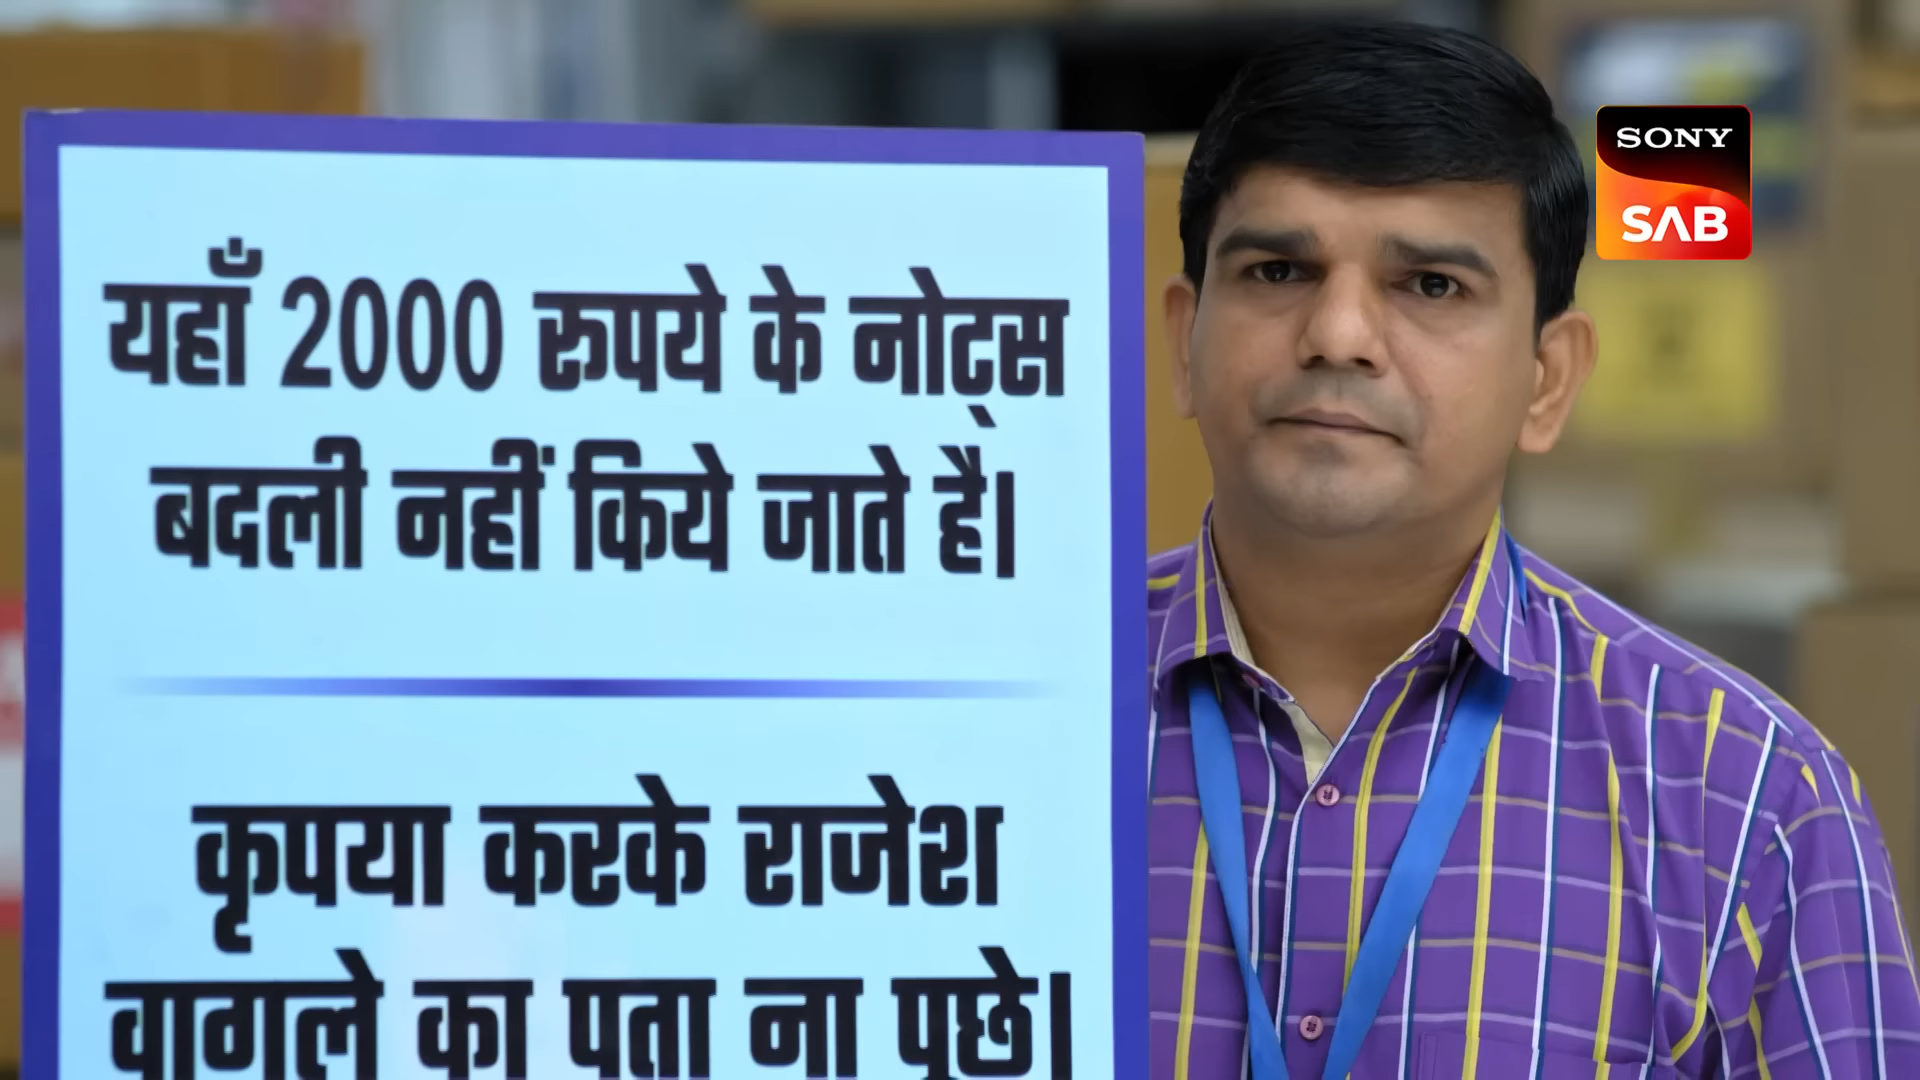 यहाँ 2000 रुपये के नोट्स
बदली नहीं किये जाते है।
कृपया करके राजेश
वागले का पता ना पूछे।
SONY
SAB